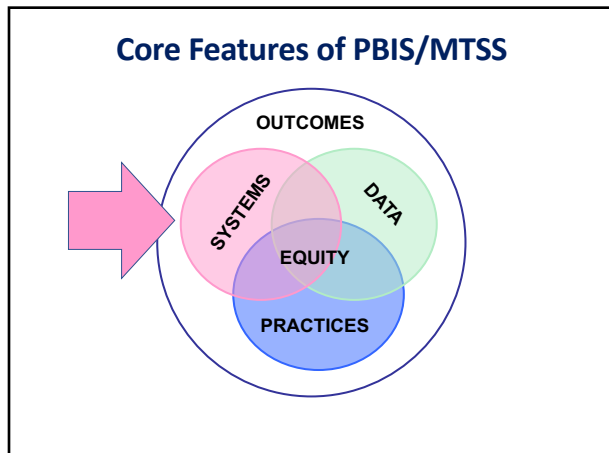 Core Features of PBIS/MTSS
OUTCOMES
SYSTEMS
DATA
EQUITY
PRACTICES